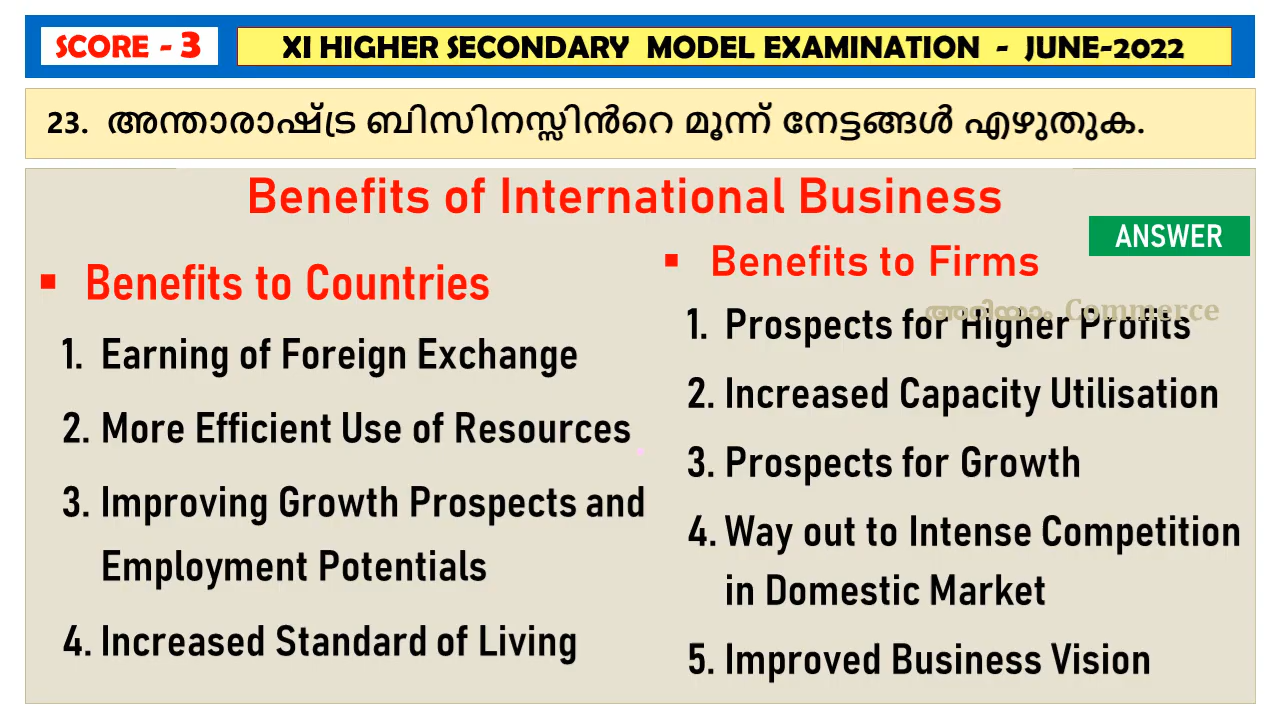 SCORE - 3
XI HIGHER SECONDARY MODEL EXAMINATION - JUNE-2022
23. അന്താരാഷ്ട്ര ബിസിനസ്സിൻറെ മൂന്ന് നേട്ടങ്ങൾ എഴുതുക.
Benefits of International Business
ANSWER
▪ Benefits to Countries
1. Earning of Foreign Exchange
2. More Efficient Use of Resources
3. Improving Growth Prospects and
Employment Potentials
4. Increased Standard of Living
▪ Benefits to Firms
അറിയാം Commerce
1. Prospects for Higher Profits
2. Increased Capacity Utilisation
3. Prospects for Growth
4. Way out to Intense Competition
in Domestic Market
5. Improved Business Vision